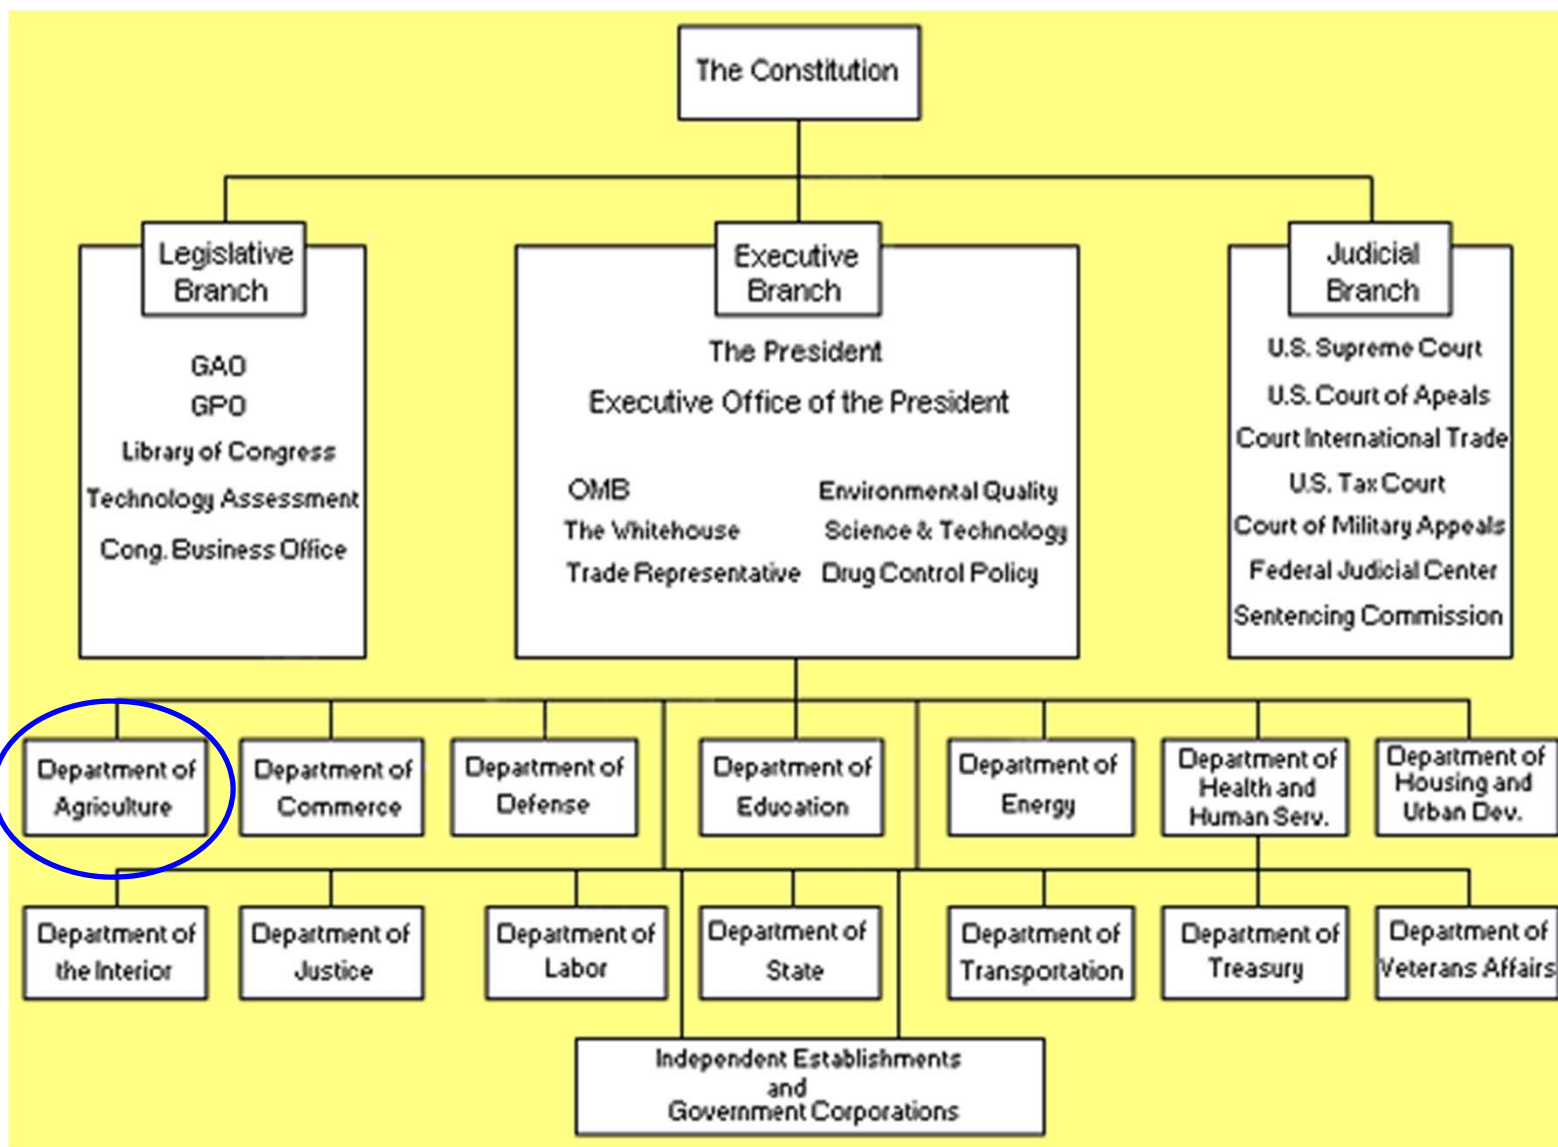 The Constitution
Legislative
Branch
GAO
GPO
Library of Congress
Technology Assessment
Cong. Business Office
Executive
Branch
The President
Executive Office of the President
OMB
The Whitehouse
Trade Representative
Environmental Quality
Science & Technology
Drug Control Policy
Judicial
Branch
U.S. Supreme Court
U.S. Court of Apeals
Court International Trade
U.S. Tax Court
Court of Military Appeals
Federal Judicial Center
Sentencing Commission
Department of
Agriculture
Department of
Commerce
Department of
Defense
Department of
Education
Department of
Energy
Department of
Health and
Human Serv.
Department of
Housing and
Urban Dev.
Department of
the Interior
Department of
Justice
Department of
Labor
Department of
State
Department of
Transportation
Department of
Treasury
Department of
Veterans Affairs
Independent Establishments
and
Government Corporations